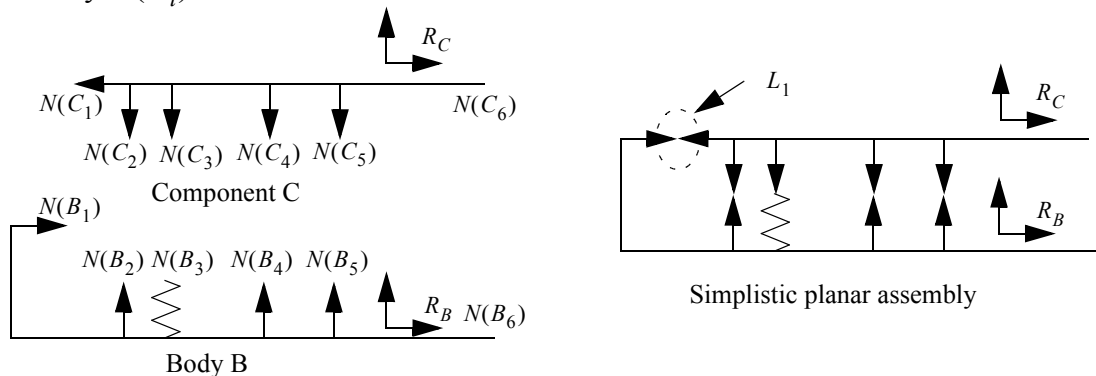 R_C
N(C_1)
N(C_6)
N(C_2) N(C_3) N(C_4) N(C_5)
Component C
N(B_1)
N(B_2) N(B_3) N(B_4) N(B_5)
R_B N(B_6)
Body B
L_1
R_C
R_B
Simplistic planar assembly